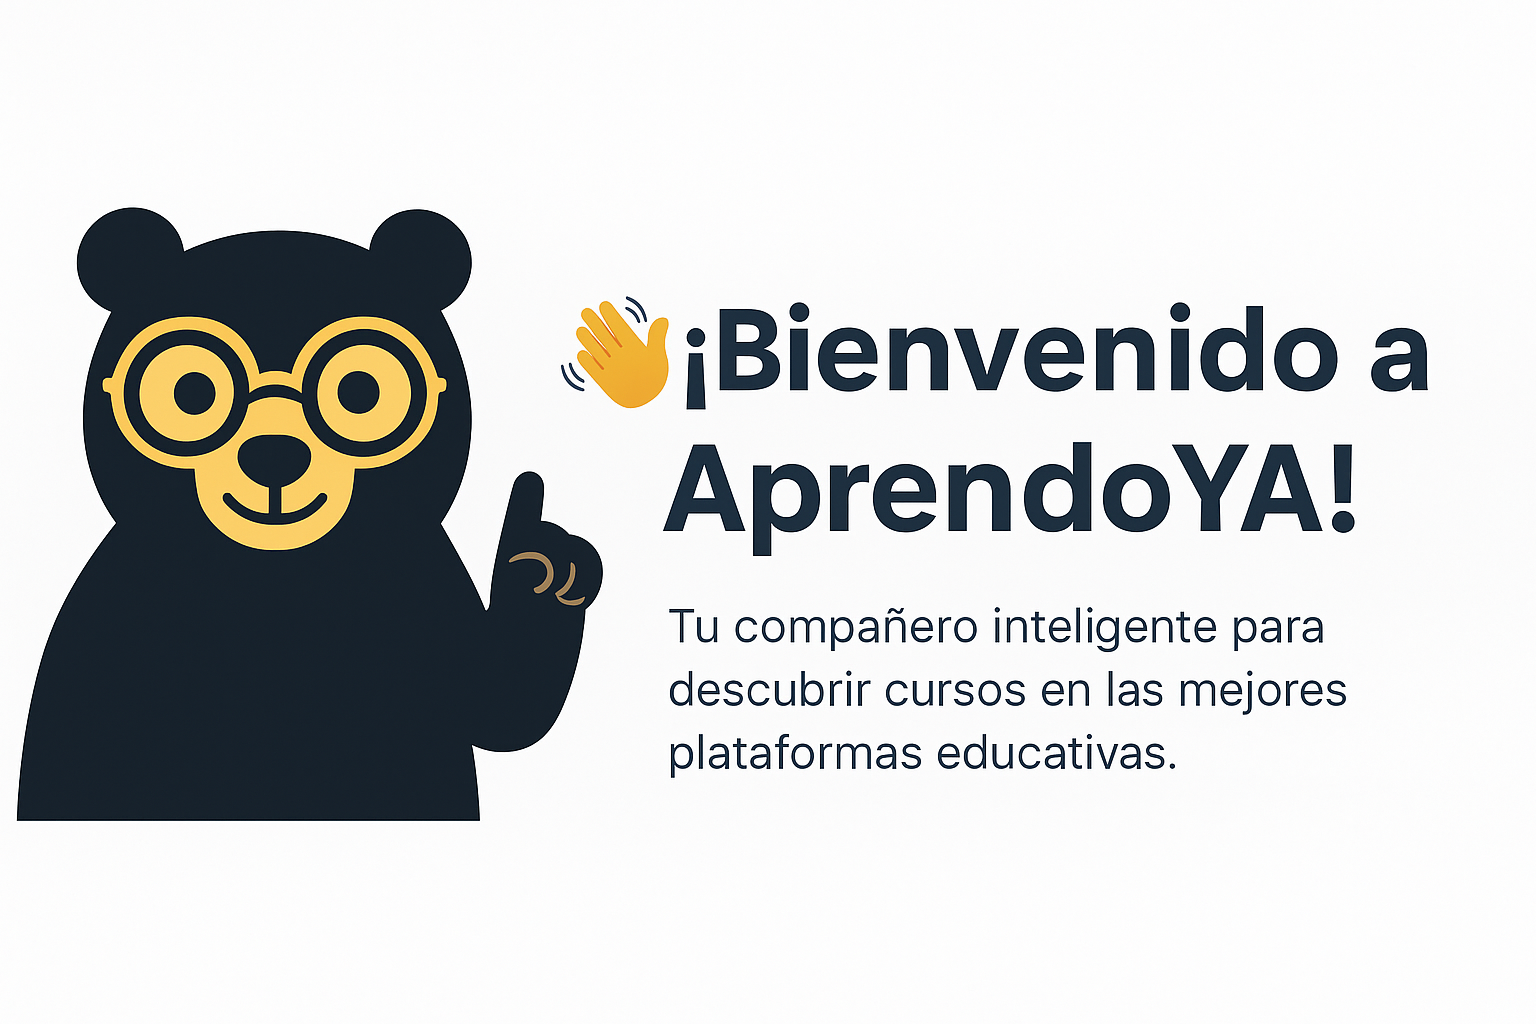 👋¡Bienvenido a
AprendoYA!
Tu compañero inteligente para
descubrir cursos en las mejores
plataformas educativas.